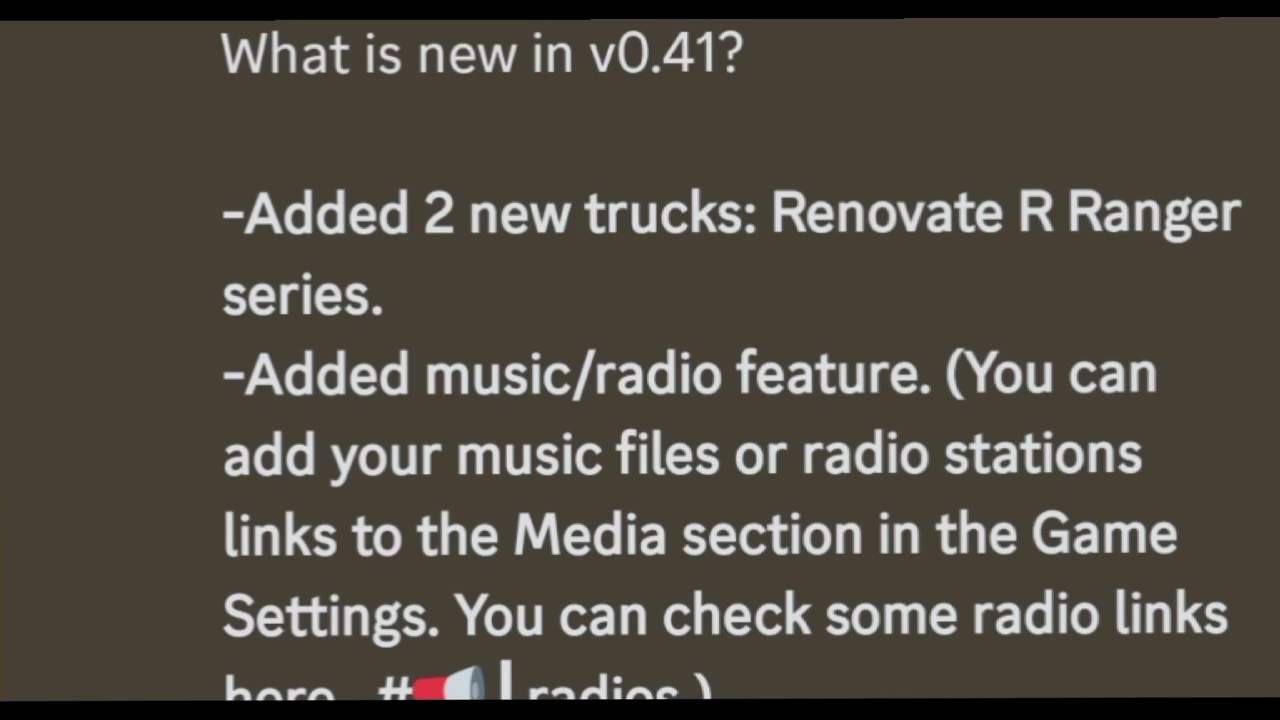 What is new in v0.41?
-Added 2 new trucks: Renovate R Ranger
series.
-Added music/radio feature. (You can
add your music files or radio stations
links to the Media section in the Game
Settings. You can check some radio links
here #📢 | radios )